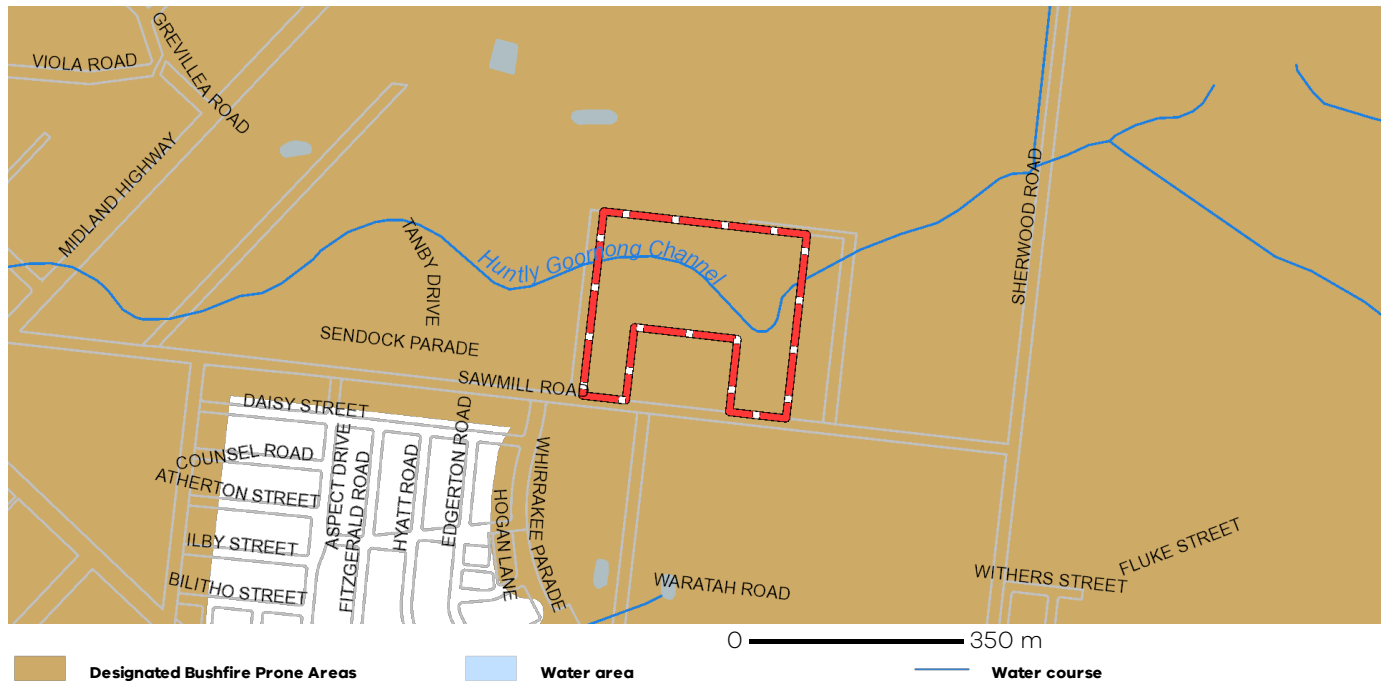 VIOLA ROAD
GREVILLEA ROAD
MIDLAND HIGHWAY
TANBY DRIVE
Huntly Goornong Channel
SHERWOOD ROAD
SENDOCK PARADE
SAWMILL ROAD
DAISY STREET
COUNSEL ROAD
ATHERTON STREET
ASPECT DRIVE
FITZGERALD ROAD
HYATT ROAD
EDGERTON ROAD
HOGAN LANE
WHIRRAKEE PARADE
ILBY STREET
BILITHO STREET
WARATAH ROAD
WITHERS STREET
FLUKE STREET
0 350 m
Designated Bushfire Prone Areas
Water area
Water course